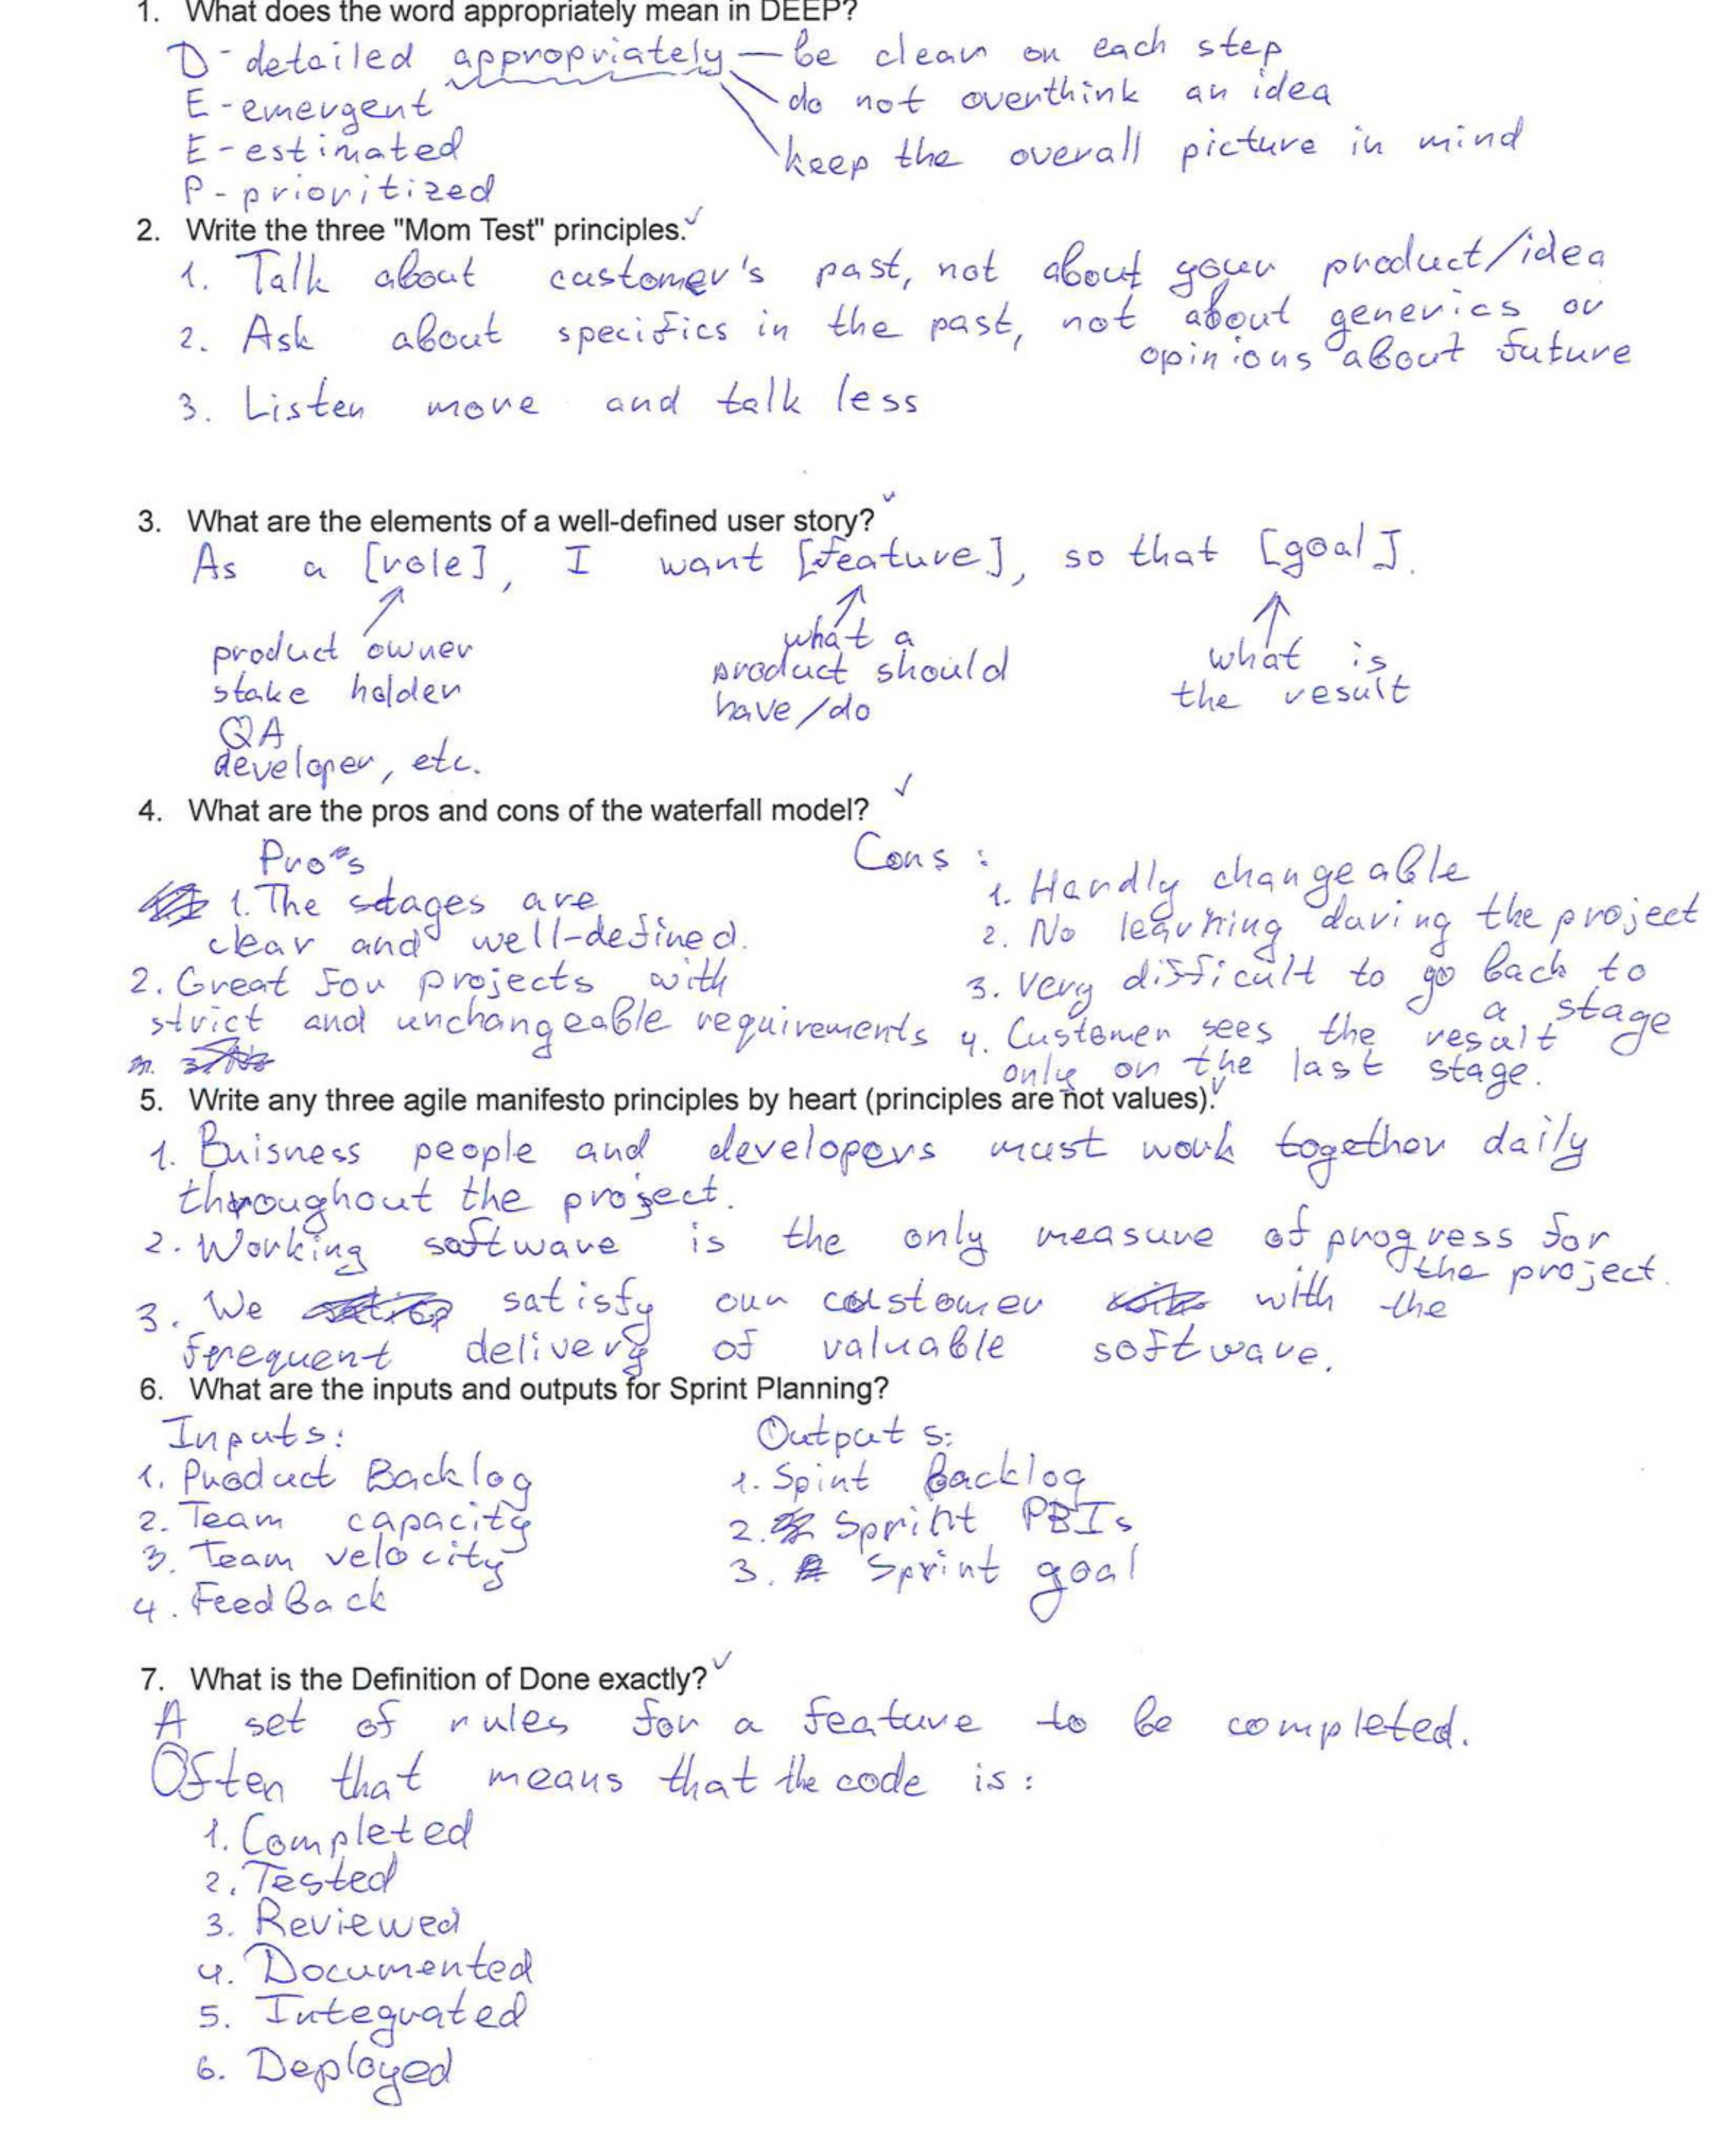 1. What does the word appropriately mean in DEEP?
D - detailed appropriately — be clear on each step
E - emergent do not overthink an idea
E - estimated keep the overall picture in mind
P - prioritized
2. Write the three "Mom Test" principles.
1. Talk about customer's past, not about your product/idea
2. Ask about specifics in the past, not about generics or
opinions about future
3. Listen more and talk less
3. What are the elements of a well-defined user story?
As a [role], I want [feature], so that [goal].
product owner
stake holder
QA
developer, etc.
what a
product should
have/do
what is
the result
4. What are the pros and cons of the waterfall model?
Pro's
1. The stages are
clear and well-defined.
2. Great for projects with
strict and unchangeable requirements
Cons:
1. Hardly changeable
2. No learning during the project
3. Very difficult to go back to
a stage
4. Customer sees the result
only on the last stage.
5. Write any three agile manifesto principles by heart (principles are not values).
1. Buisness people and developers must work together daily
throughout the project.
2. Working software is the only measure of progress for
the project.
3. We satisfy our customer with the
frequent delivery of valuable software.
6. What are the inputs and outputs for Sprint Planning?
Inputs:
1. Product Backlog
2. Team capacity
3. Team velocity
4. Feedback
Outputs:
1. Spint Backlog
2. Sprint PBIs
3. Sprint goal
7. What is the Definition of Done exactly?
A set of rules for a feature to be completed.
Often that means that the code is:
1. Completed
2. Tested
3. Reviewed
4. Documented
5. Integrated
6. Deployed